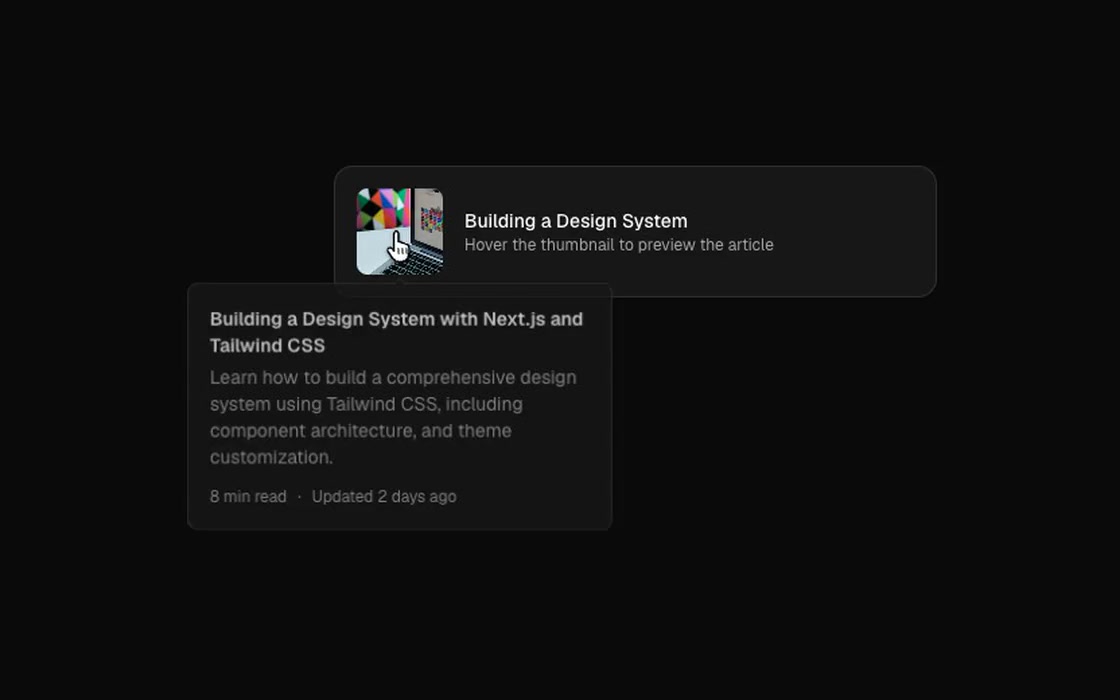 Building a Design System
Hover the thumbnail to preview the article
Building a Design System with Next.js and
Tailwind CSS
Learn how to build a comprehensive design
system using Tailwind CSS, including
component architecture, and theme
customization.
8 min read · Updated 2 days ago